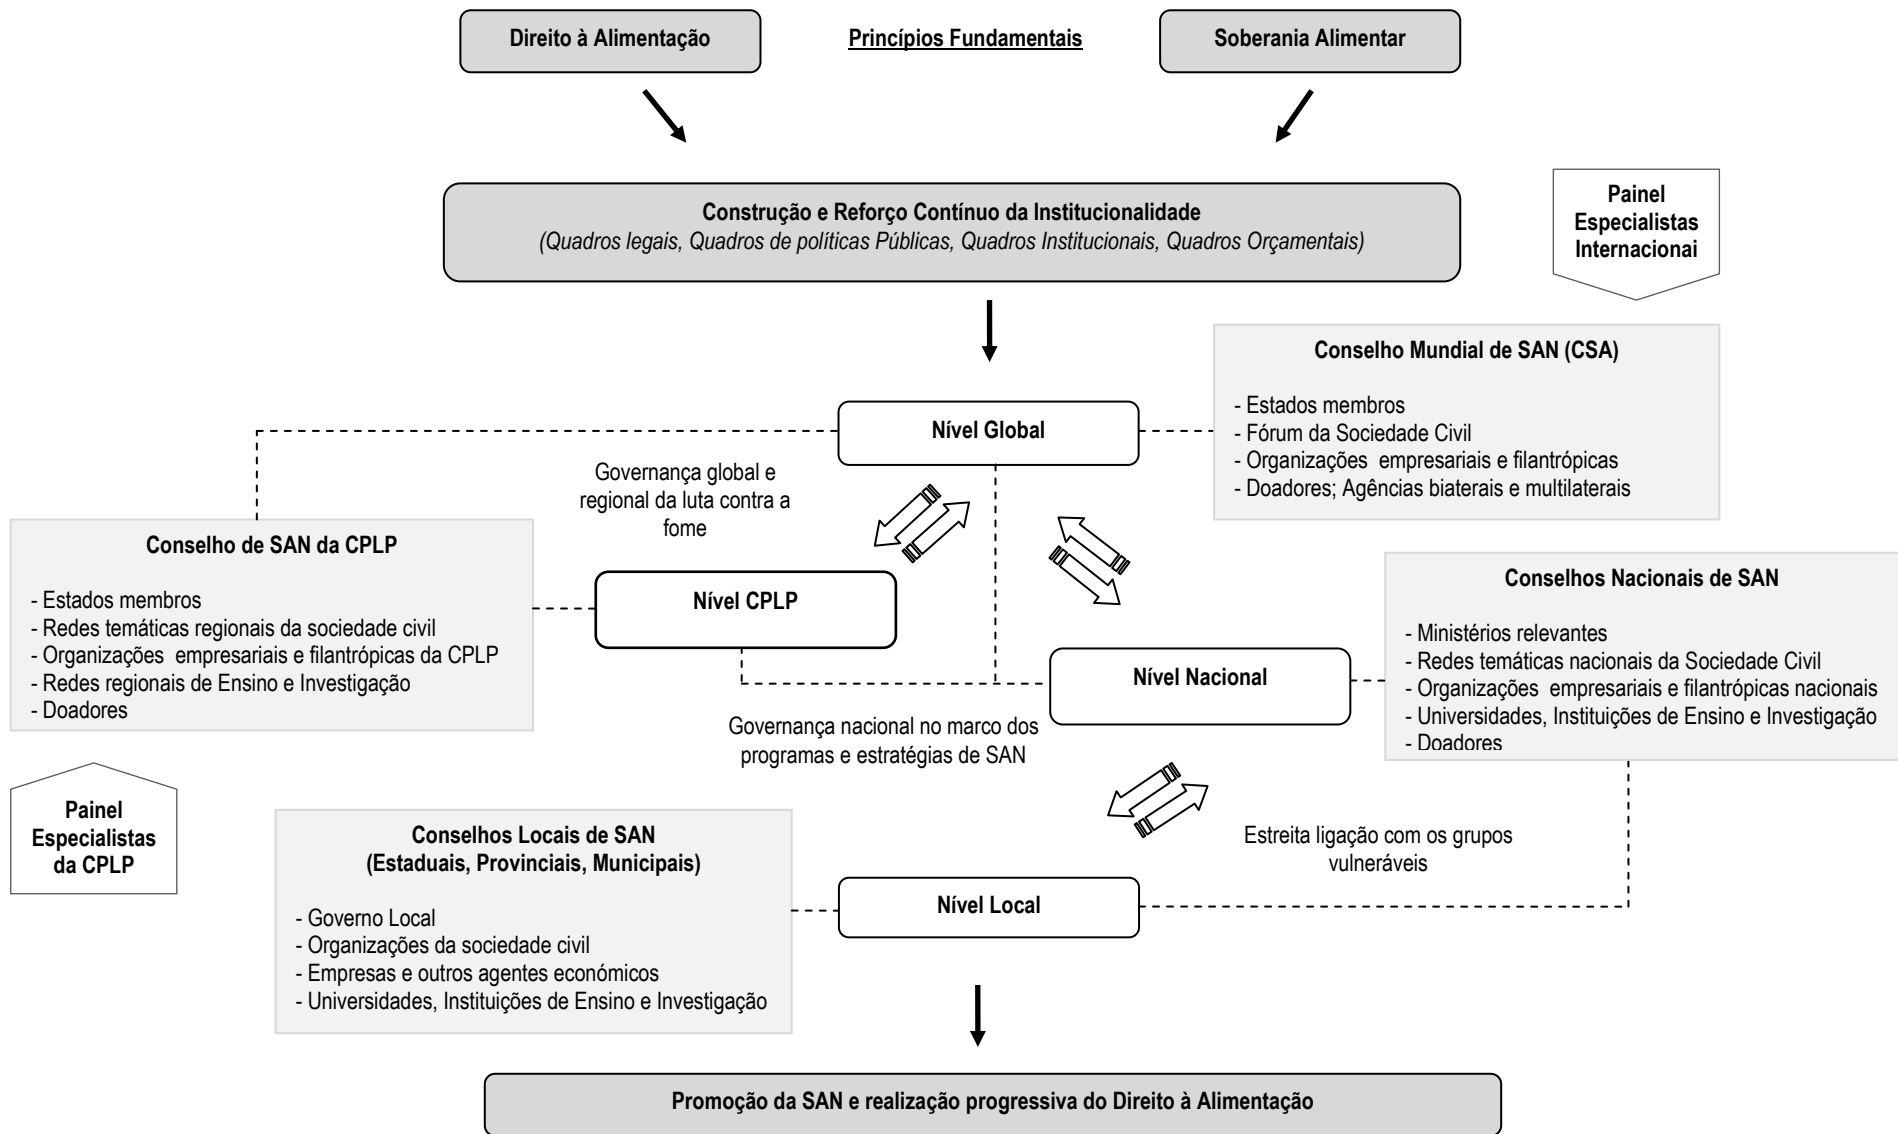 Direito à Alimentação
Princípios Fundamentais
Soberania Alimentar
Construção e Reforço Contínuo da Institucionalidade
(Quadros legais, Quadros de políticas Públicas, Quadros Institucionais, Quadros Orçamentais)
Painel
Especialistas
Internacionai
Conselho Mundial de SAN (CSA)
- Estados membros
- Fórum da Sociedade Civil
- Organizações  empresariais e filantrópicas
- Doadores; Agências biaterais e multilaterais
Nível Global
Governança global e
regional da luta contra a
fome
Conselho de SAN da CPLP
- Estados membros
- Redes temáticas regionais da sociedade civil
- Organizações  empresariais e filantrópicas da CPLP
- Redes regionais de Ensino e Investigação
- Doadores
Nível CPLP
Conselhos Nacionais de SAN
- Ministérios relevantes
- Redes temáticas nacionais da Sociedade Civil
- Organizações  empresariais e filantrópicas nacionais
- Universidades, Instituições de Ensino e Investigação
- Doadores
Nível Nacional
Governança nacional no marco dos
programas e estratégias de SAN
Painel
Especialistas
da CPLP
Conselhos Locais de SAN
(Estaduais, Provinciais, Municipais)
- Governo Local
- Organizações da sociedade civil
- Empresas e outros agentes económicos
- Universidades, Instituições de Ensino e Investigação
Estreita ligação com os grupos
vulneráveis
Nível Local
Promoção da SAN e realização progressiva do Direito à Alimentação